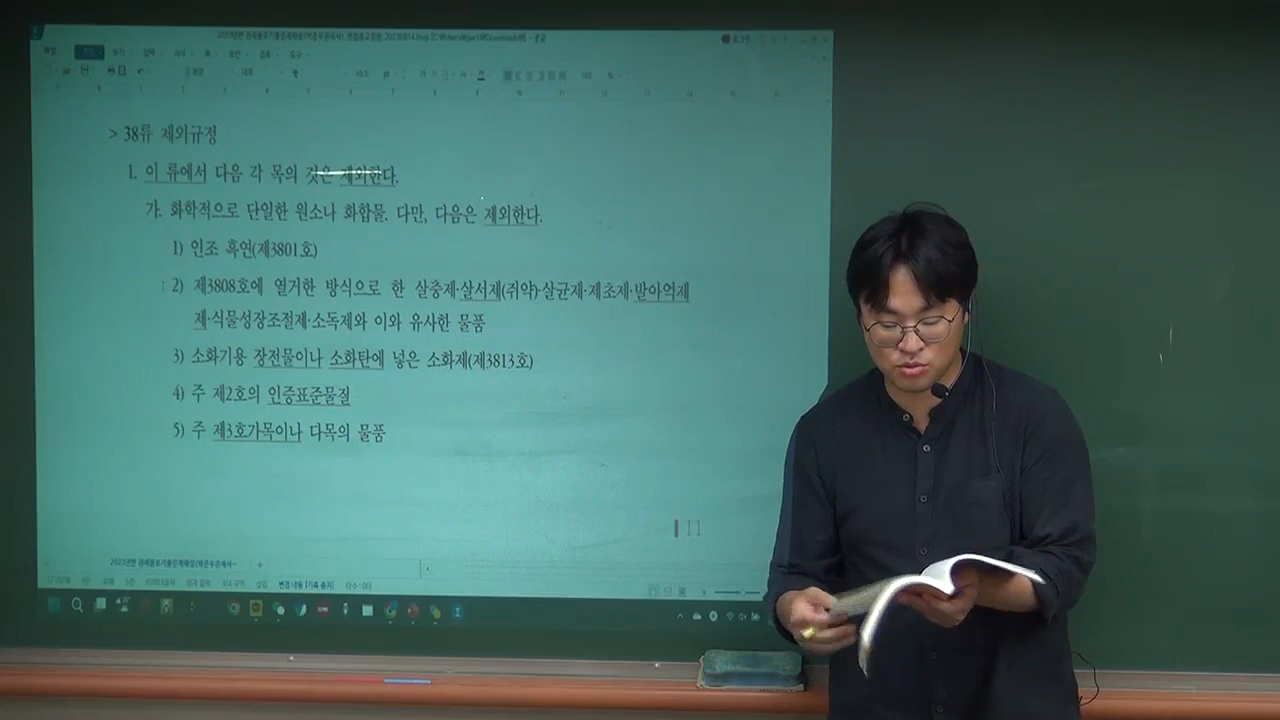 > 38류 제외규정
1. 이 류에서 다음 각 목의 것은 제외한다.
가. 화학적으로 단일한 원소나 화합물. 다만, 다음은 제외한다.
1) 인조 흑연(제3801호)
2) 제3808호에 열거한 방식으로 한 살충제·살서제(쥐약)·살균제·제초제·발아억제
제·식물성장조절제·소독제와 이와 유사한 물품
3) 소화기용 장전물이나 소화탄에 넣은 소화제(제3813호)
4) 주 제2호의 인증표준물질
5) 주 제3호가목이나 다목의 물품
11